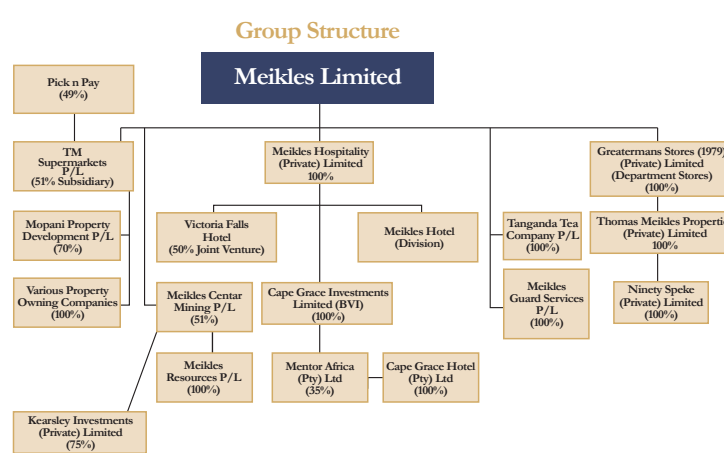 Group Structure
Meikles Limited
Pick n Pay
(49%)
TM
Supermarkets
P/L
(51% Subsidiary)
Meikles Hospitality
(Private) Limited
100%
Greatermans Stores (1979)
(Private) Limited
(Department Stores)
(100%)
Mopani Property
Development P/L
(70%)
Victoria Falls
Hotel
(50% Joint Venture)
Meikles Hotel
(Division)
Tanganda Tea
Company P/L
(100%)
Thomas Meikles Properti
(Private) Limited
100%
Various Property
Owning Companies
(100%)
Meikles Centar
Mining P/L
(51%)
Cape Grace Investments
Limited (BVI)
(100%)
Meikles
Guard Services
P/L
(100%)
Ninety Speke
(Private) Limited
(100%)
Meikles
Resources P/L
(100%)
Mentor Africa
(Pty) Ltd
(35%)
Cape Grace Hotel
(Pty) Ltd
(100%)
Kearsley Investments
(Private) Limited
75%)